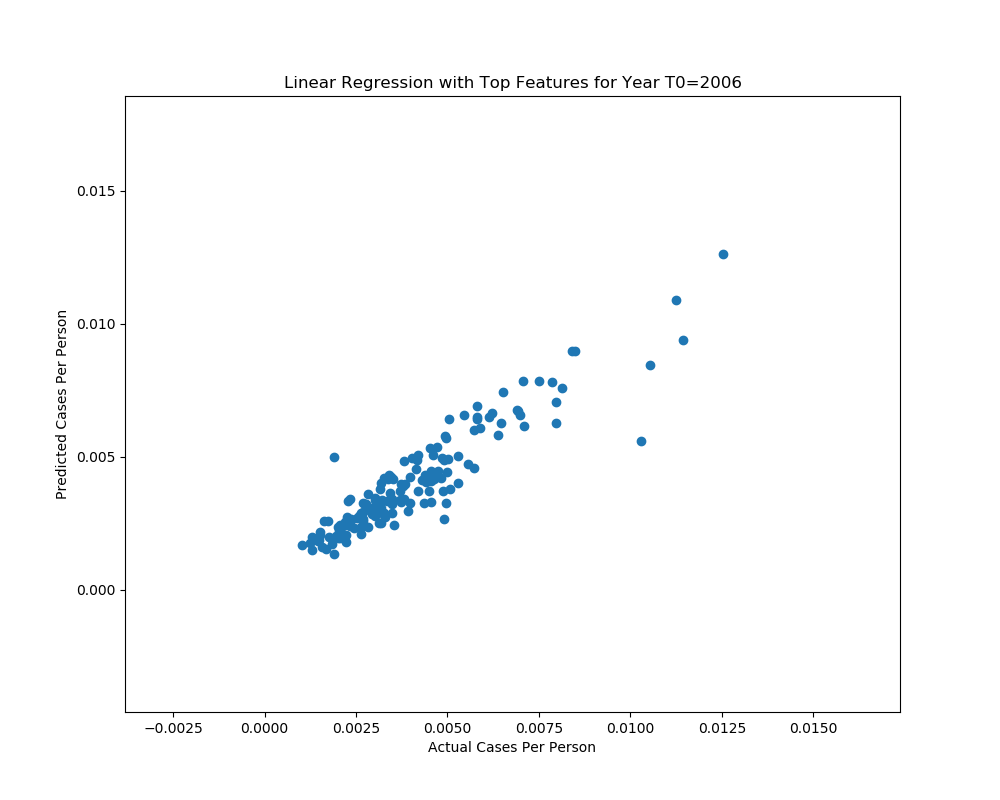 Linear Regression with Top Features for Year T0=2006
0.015
0.010
0.005
0.000
Predicted Cases Per Person
−0.0025 0.0000 0.0025 0.0050 0.0075 0.0100 0.0125 0.0150
Actual Cases Per Person